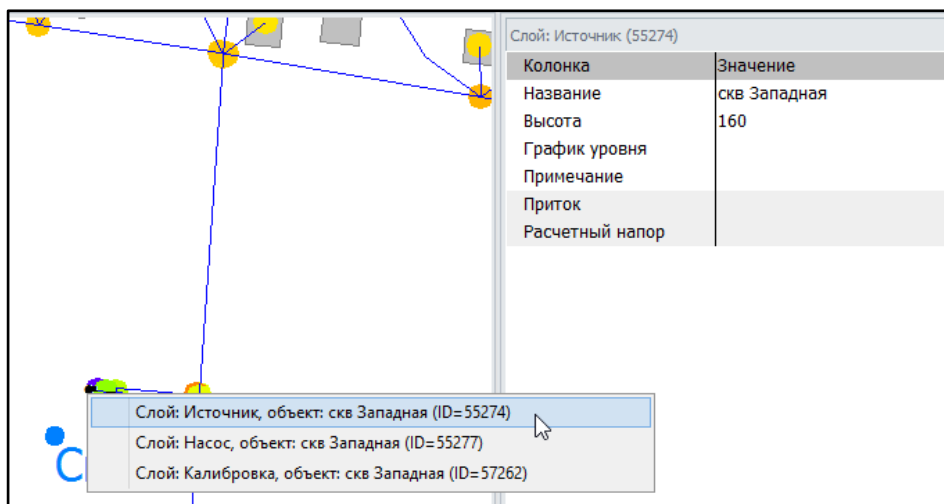 Слой: Источник (55274)
Колонка Значение
Название скв Западная
Высота 160
График уровня
Примечание
Приток
Расчетный напор
Слой: Источник, объект: скв Западная (ID=55274)
Слой: Насос, объект: скв Западная (ID=55277)
Слой: Калибровка, объект: скв Западная (ID=57262)